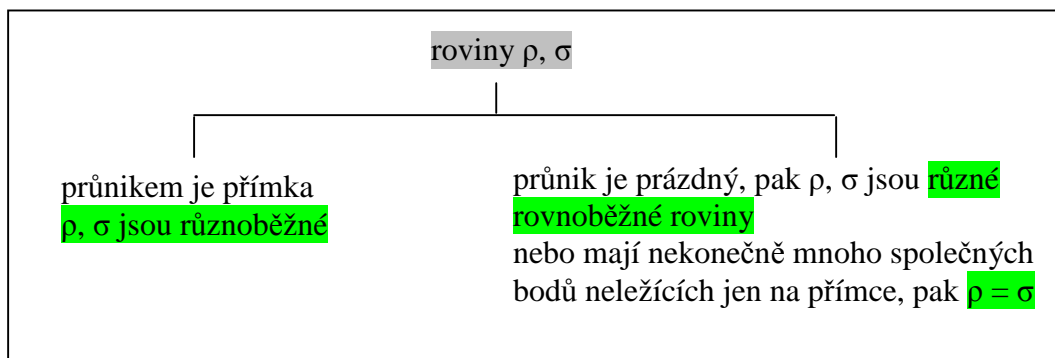 roviny ρ, σ
průnikem je přímka
ρ, σ jsou různoběžné
průnik je prázdný, pak ρ, σ jsou různé
rovnoběžné roviny
nebo mají nekonečně mnoho společných
bodů neležících jen na přímce, pak ρ = σ